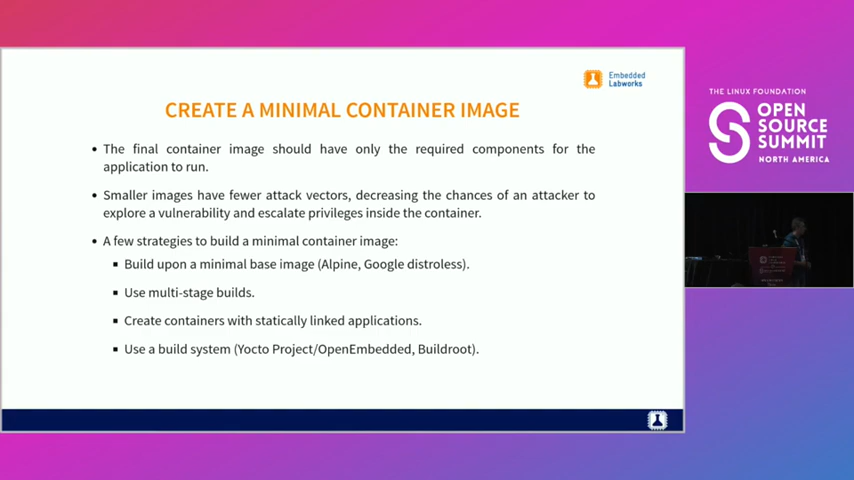 Embedded
Labworks
CREATE A MINIMAL CONTAINER IMAGE
• The final container image should have only the required components for the
application to run.
• Smaller images have fewer attack vectors, decreasing the chances of an attacker to
explore a vulnerability and escalate privileges inside the container.
• A few strategies to build a minimal container image:
▪ Build upon a minimal base image (Alpine, Google distroless).
▪ Use multi-stage builds.
▪ Create containers with statically linked applications.
▪ Use a build system (Yocto Project/OpenEmbedded, Buildroot).
THE LINUX FOUNDATION
OPEN
SOURCE
SUMMIT
NORTH AMERICA